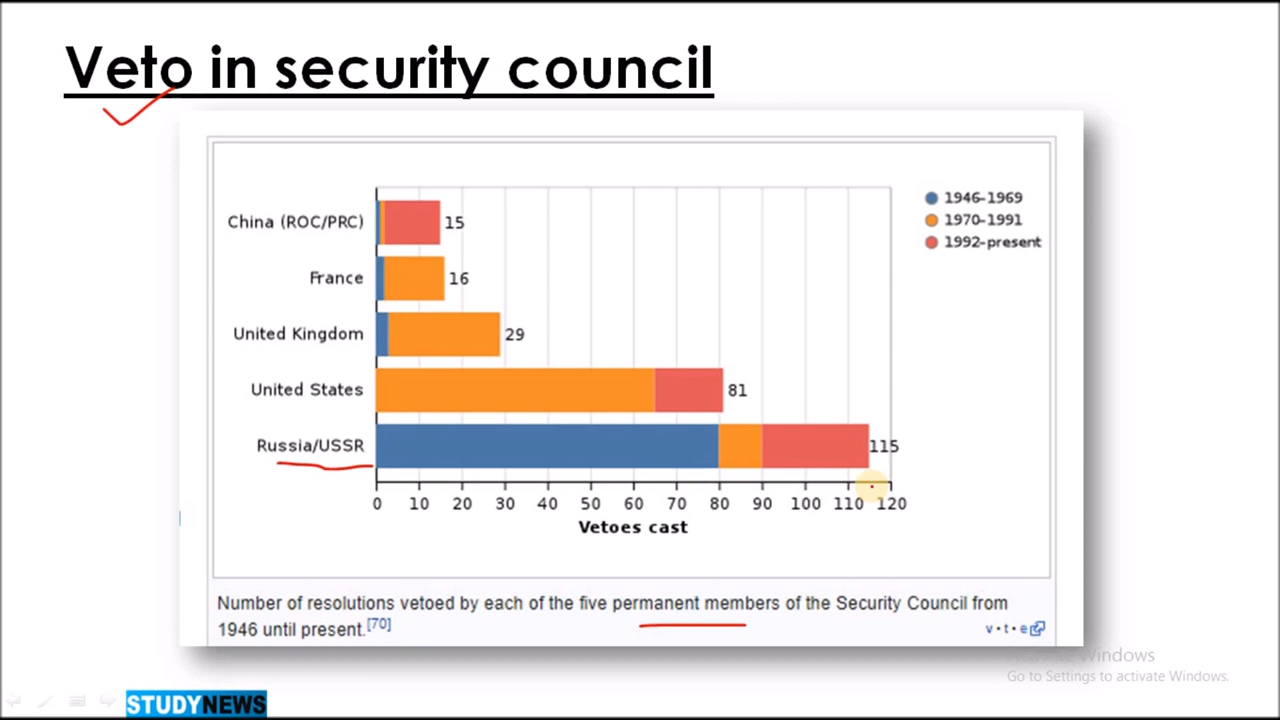 Veto in security council
China (ROC/PRC) 15
France 16
United Kingdom 29
United States 81
Russia/USSR 115
0 10 20 30 40 50 60 70 80 90 100 110 120
Vetoes cast
1946-1969
1970-1991
1992-present
Number of resolutions vetoed by each of the five permanent members of the Security Council from
1946 until present.[70]
v • t • e
Activate Windows
Go to Settings to activate Windows.
STUDYNEWS